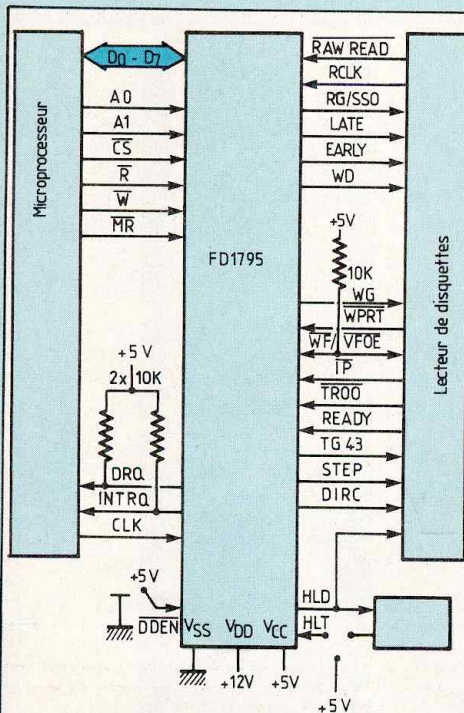 Microprocesseur
D0 - D7
A0
A1
CS
R
W
MR
+5 V
2x 10K
DRQ
INTRQ
CLK
+5V
DDEN
FD1795
VSS
VDD
VCC
+12V
+5V
RAW READ
RCLK
RG/SSO
LATE
EARLY
WD
+5V
10K
WG
WPRT
WF/VFOE
IP
TROO
READY
TG 43
STEP
DIRC
HLD
HLT
+5V
Lecteur de disquettes